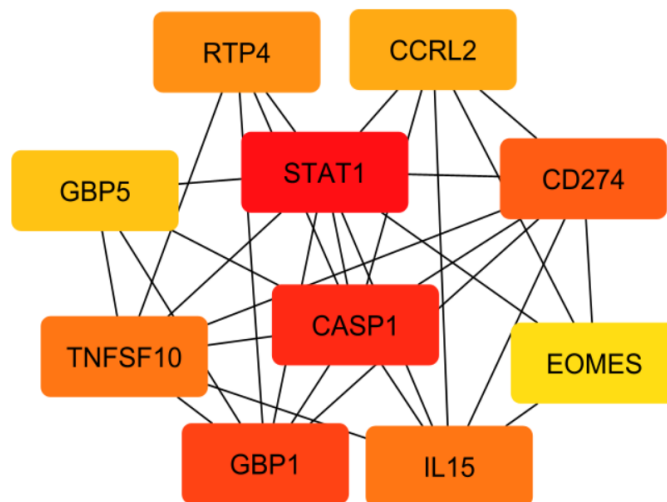 RTP4
CCRL2
STAT1
CD274
GBP5
CASP1
TNFSF10
EOMES
GBP1
IL15